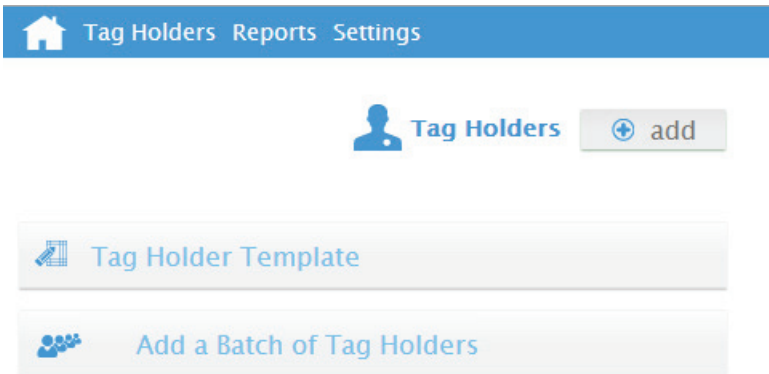 Tag Holders Reports Settings
Tag Holders add
Tag Holder Template
Add a Batch of Tag Holders